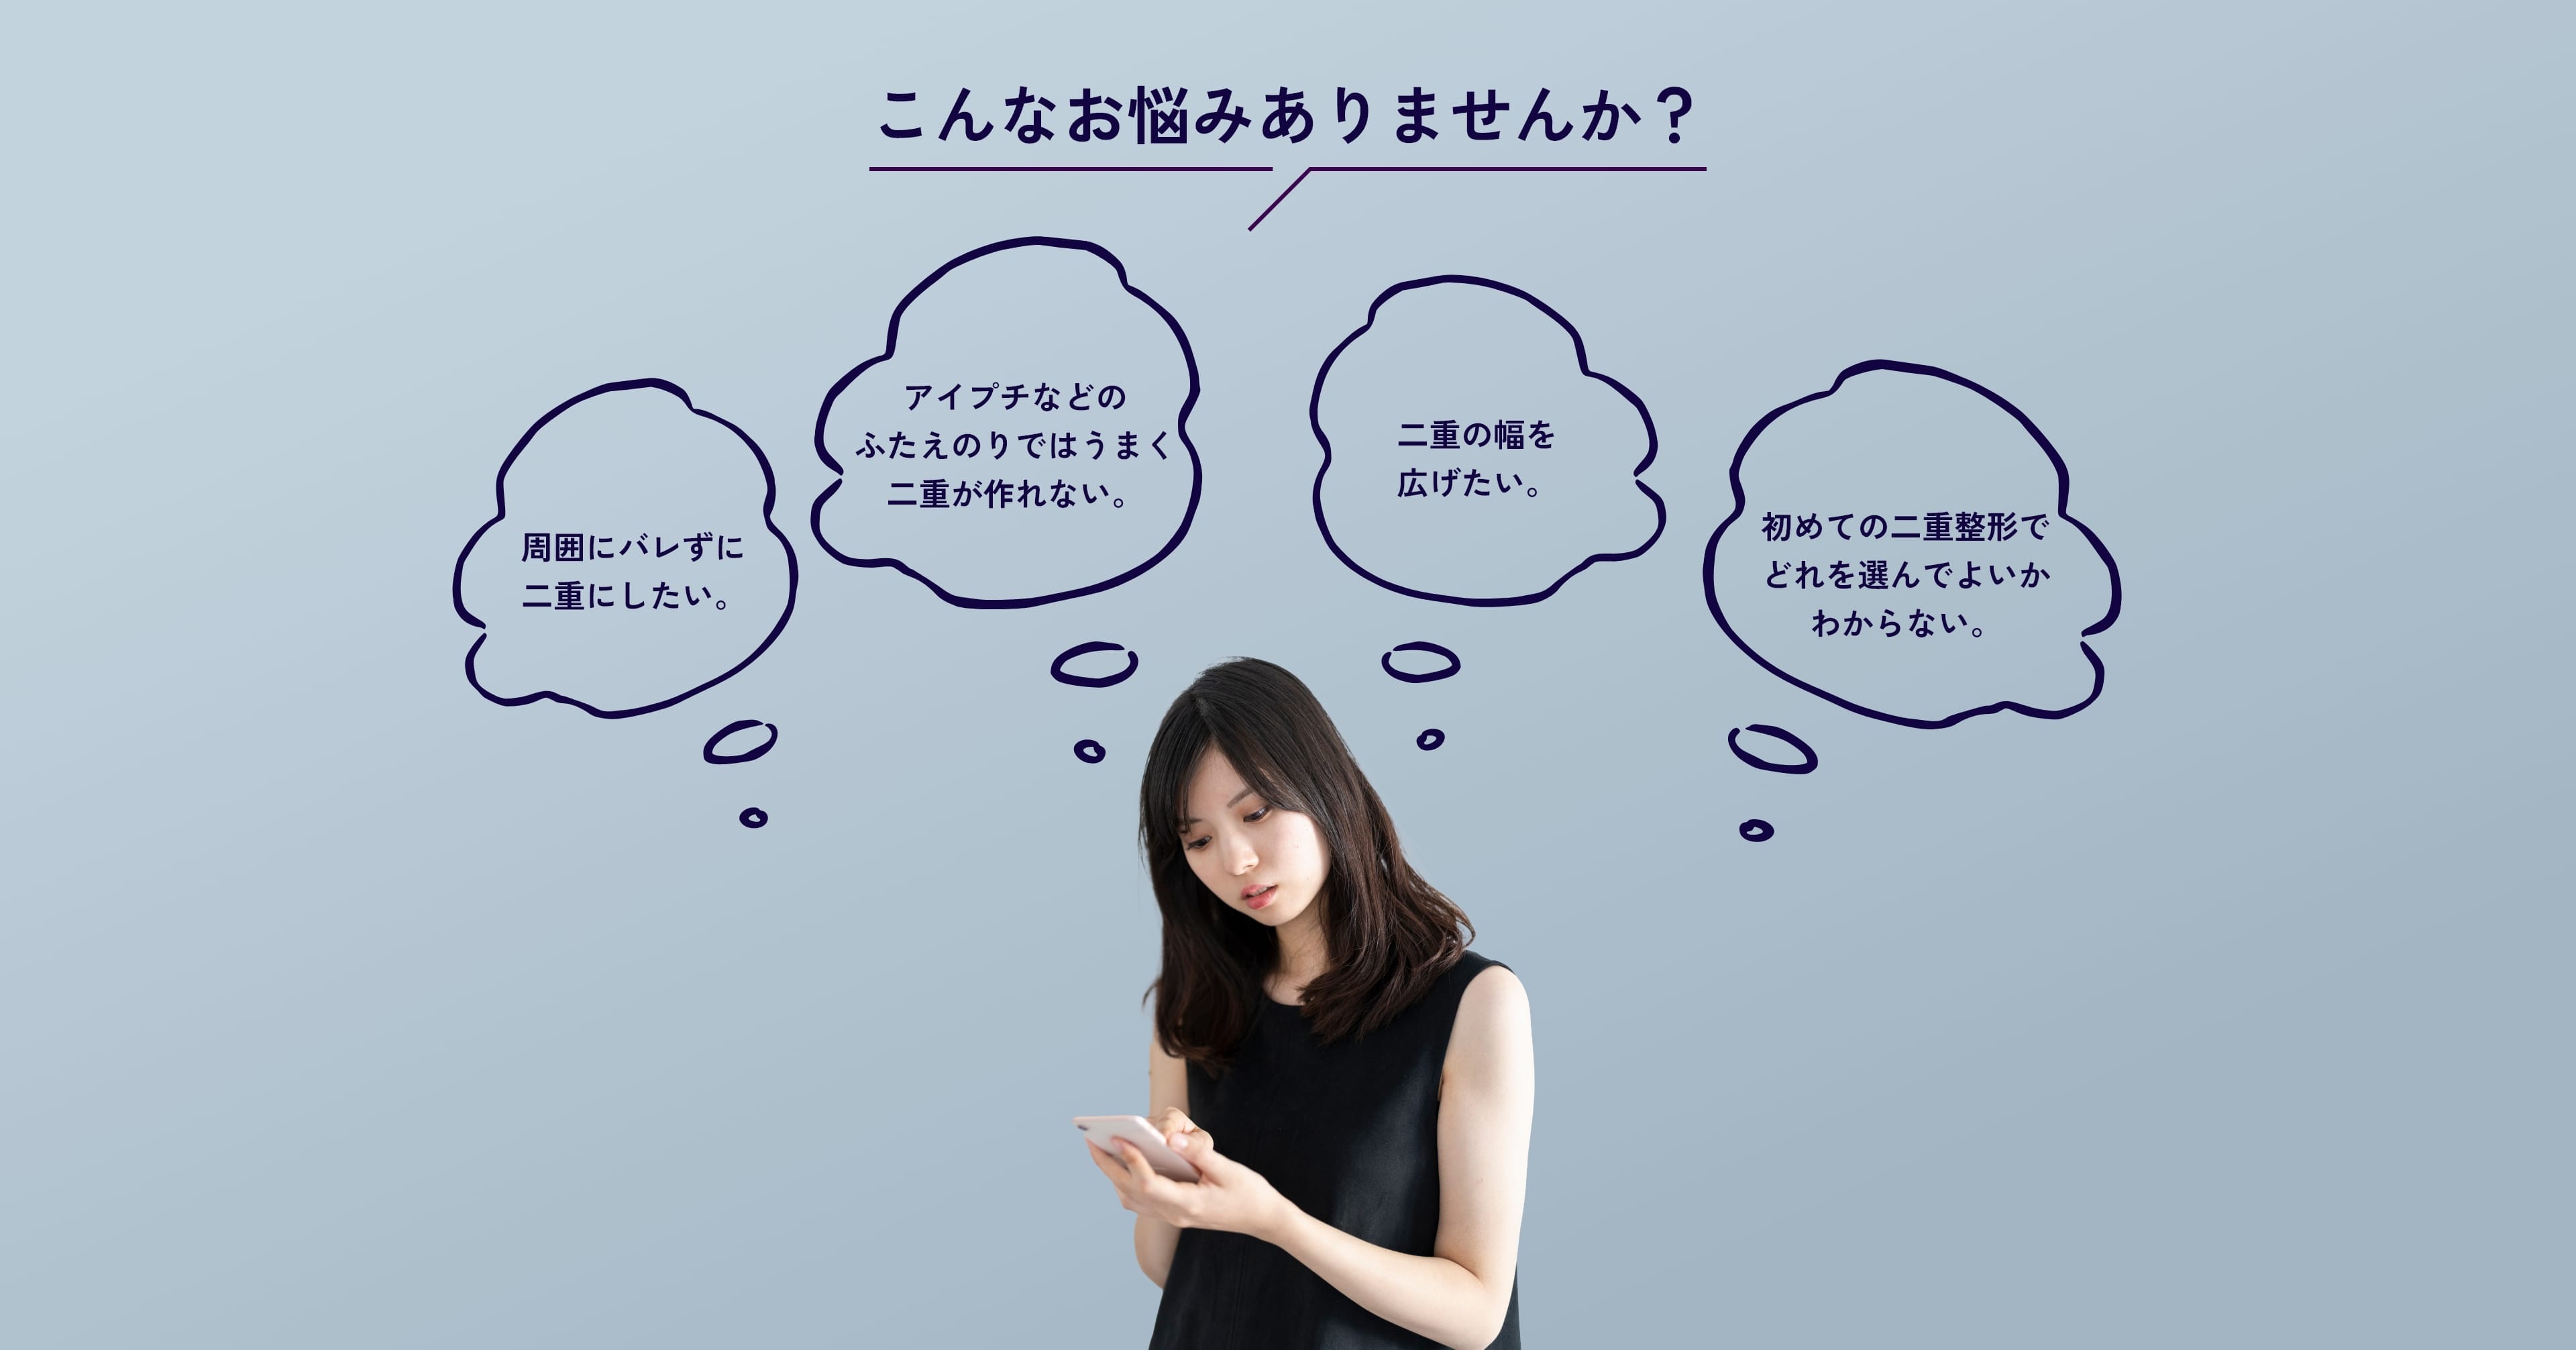 こんなお悩みありませんか？
周囲にバレずに
二重にしたい。
アイプチなどの
ふたえのりではうまく
二重が作れない。
二重の幅を
広げたい。
初めての二重整形で
どれを選んでよいか
わからない。